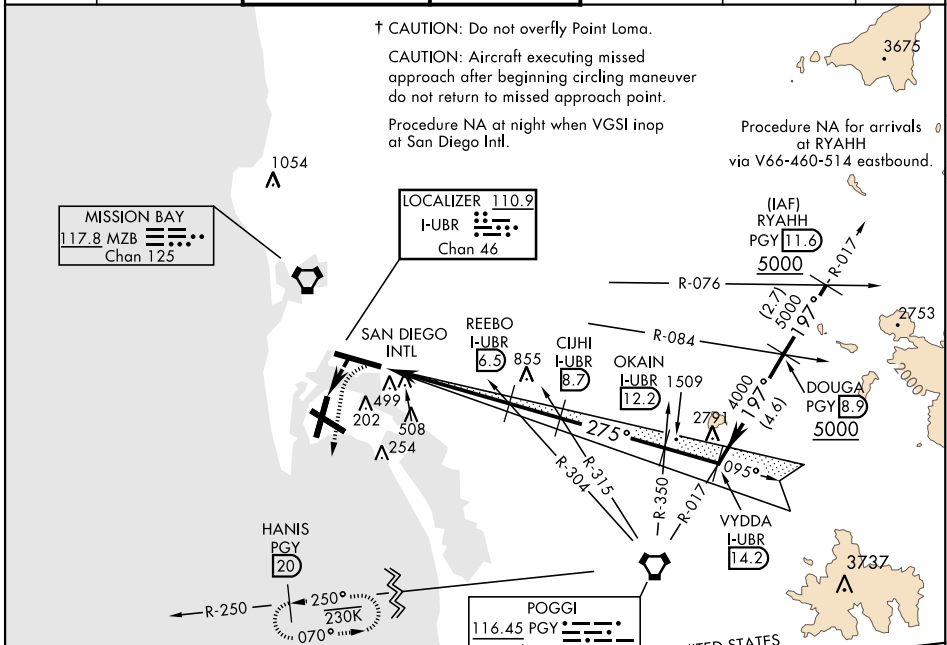 † CAUTION: Do not overfly Point Loma.
CAUTION: Aircraft executing missed
approach after beginning circling maneuver
do not return to missed approach point.
Procedure NA at night when VGSI inop
at San Diego Intl.
3675
Procedure NA for arrivals
at RYAHH
via V66-460-514 eastbound.
1054
MISSION BAY
117.8 MZB
Chan 125
LOCALIZER 110.9
I-UBR
Chan 46
(IAF)
RYAHH
PGY 11.6
5000
R-017
R-076
(2.7)
5000
197°
2753
2000
R-084
DOUGA
PGY 8.9
5000
4000
197°
(4.6)
SAN DIEGO
INTL
REEBO
I-UBR
6.5
855
CIJHI
I-UBR
8.7
OKAIN
I-UBR
12.2
1509
2791
499
202
508
254
275°
095°
R-304
R-315
R-350
R-017
VYDDA
I-UBR
14.2
HANIS
PGY
20
R-250
250°
230K
070°
3737
POGGI
116.45 PGY
UNITED STATES